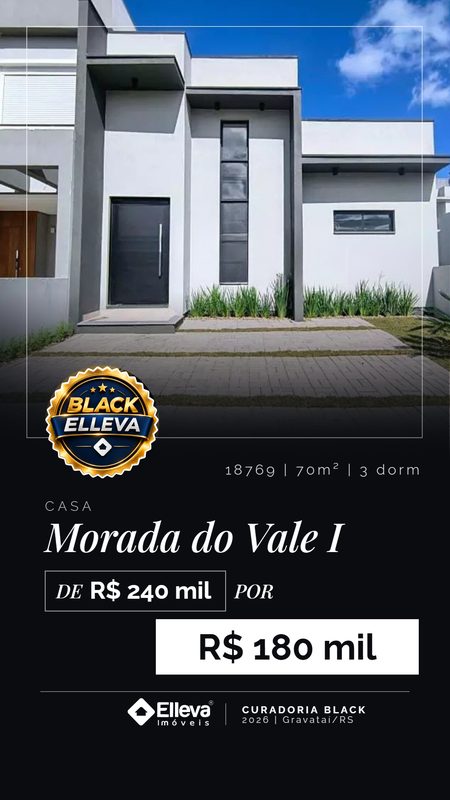 BLACK
ELLEVA
18769 | 70m² | 3 dorm
CASA
Morada do Vale I
DE R$ 240 mil POR
R$ 180 mil
Elleva®
Imóveis
CURADORIA BLACK
2026 | Gravataí/RS